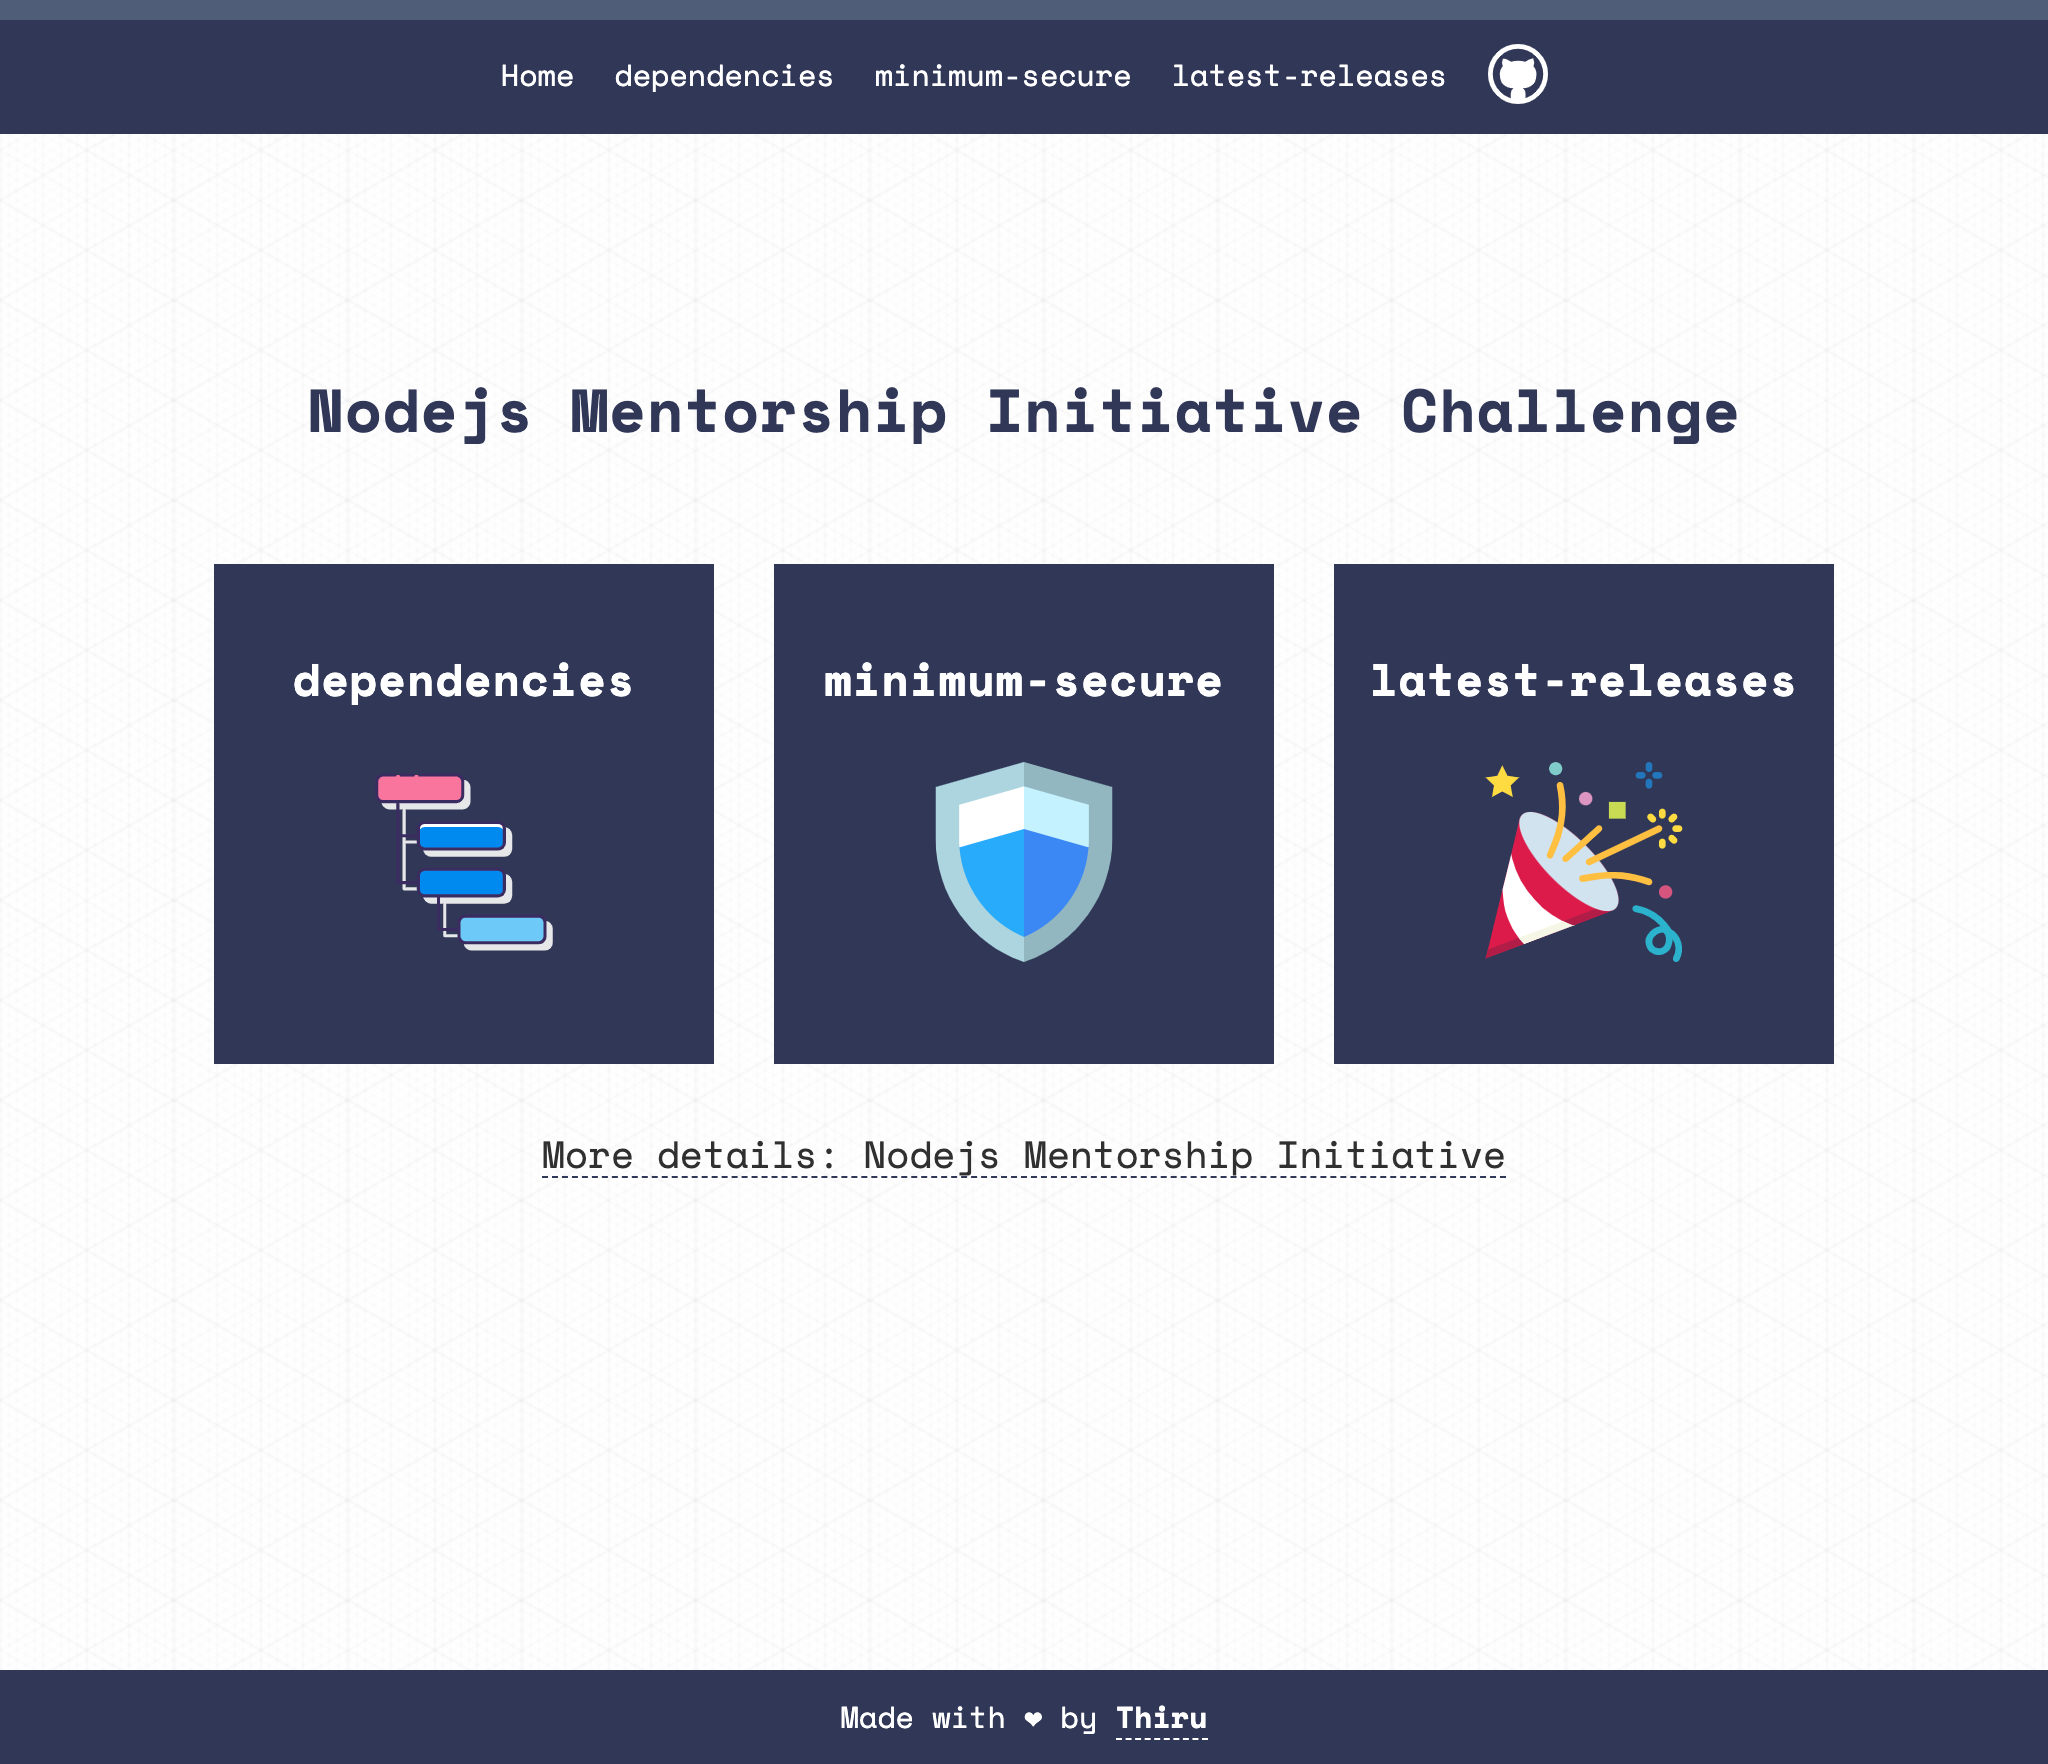 Home dependencies minimum-secure latest-releases
Nodejs Mentorship Initiative Challenge
dependencies
minimum-secure
latest-releases
More details: Nodejs Mentorship Initiative
Made with ❤ by Thiru